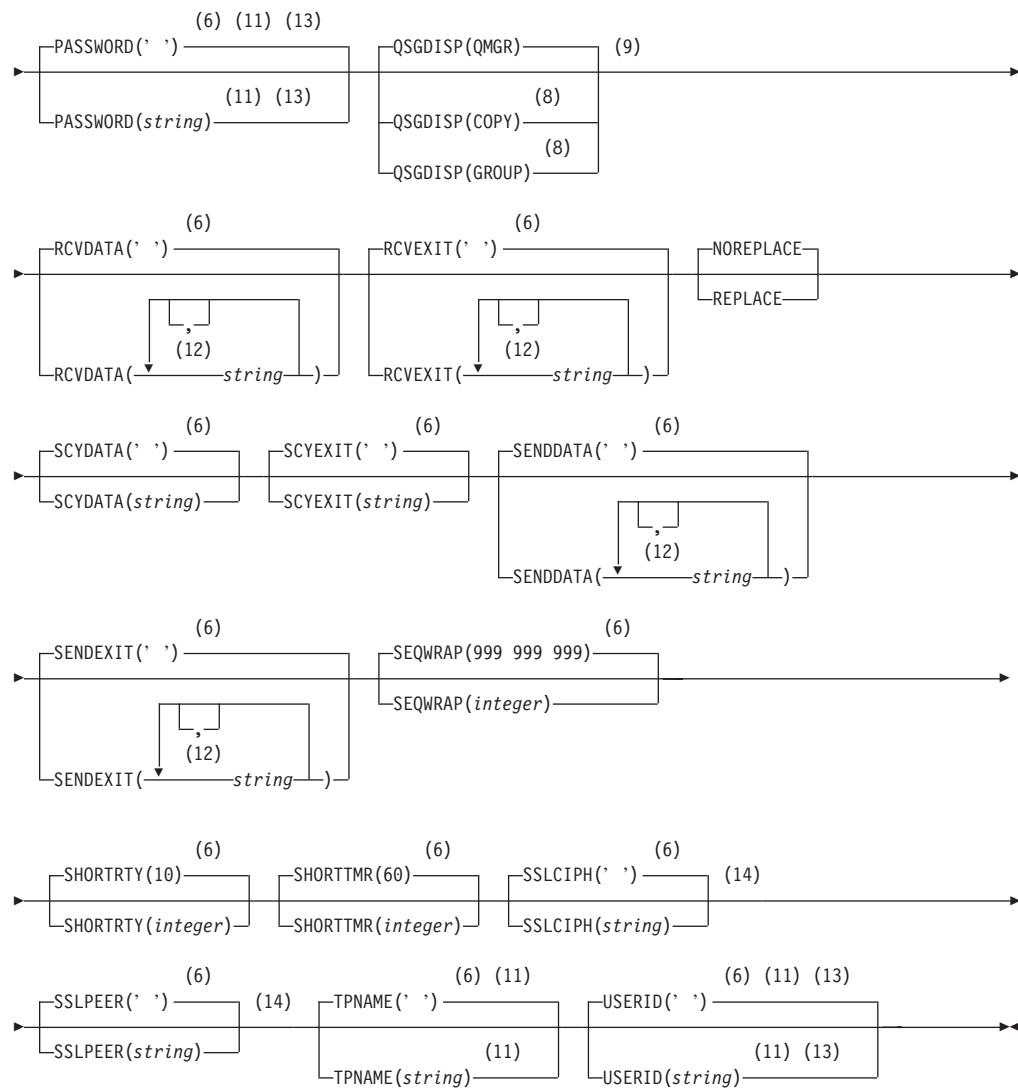 (6) (11) (13)
PASSWORD(’ ’) QSGDISP(QMGR) (9)
(11) (13) (8)
PASSWORD(string) QSGDISP(COPY)
(8)
QSGDISP(GROUP)
(6) (6)
RCVDATA(’ ’) RCVEXIT(’ ’) NOREPLACE
REPLACE
, ,
(12) (12)
RCVDATA( string ) RCVEXIT( string )
(6) (6) (6)
SCYDATA(’ ’) SCYEXIT(’ ’) SENDDATA(’ ’)
SCYDATA(string) SCYEXIT(string)
,
(12)
SENDDATA( string )
(6) (6)
SENDEXIT(’ ’) SEQWRAP(999 999 999)
SEQWRAP(integer)
,
(12)
SENDEXIT( string )
(6) (6) (6)
SHORTRTY(10) SHORTTMR(60) SSLCIPH(’ ’) (14)
SHORTRTY(integer) SHORTTMR(integer) SSLCIPH(string)
(6) (6) (11) (6) (11) (13)
SSLPEER(’ ’) (14) TPNAME(’ ’) USERID(’ ’)
SSLPEER(string) (11) (11) (13)
TPNAME(string) USERID(string)